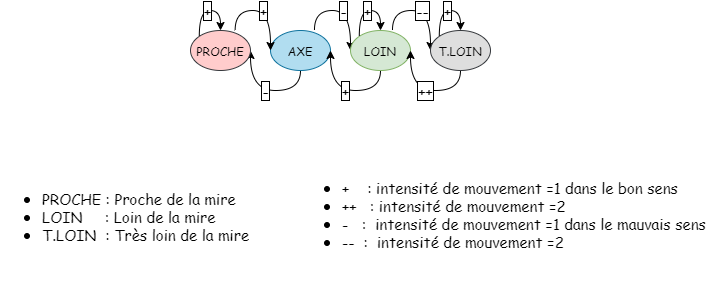 + + - + -- +
PROCHE AXE LOIN T.LOIN
- + ++
PROCHE : Proche de la mire
LOIN : Loin de la mire
T.LOIN : Très loin de la mire
+ : intensité de mouvement =1 dans le bon sens
++ : intensité de mouvement =2
- : intensité de mouvement =1 dans le mauvais sens
-- : intensité de mouvement =2